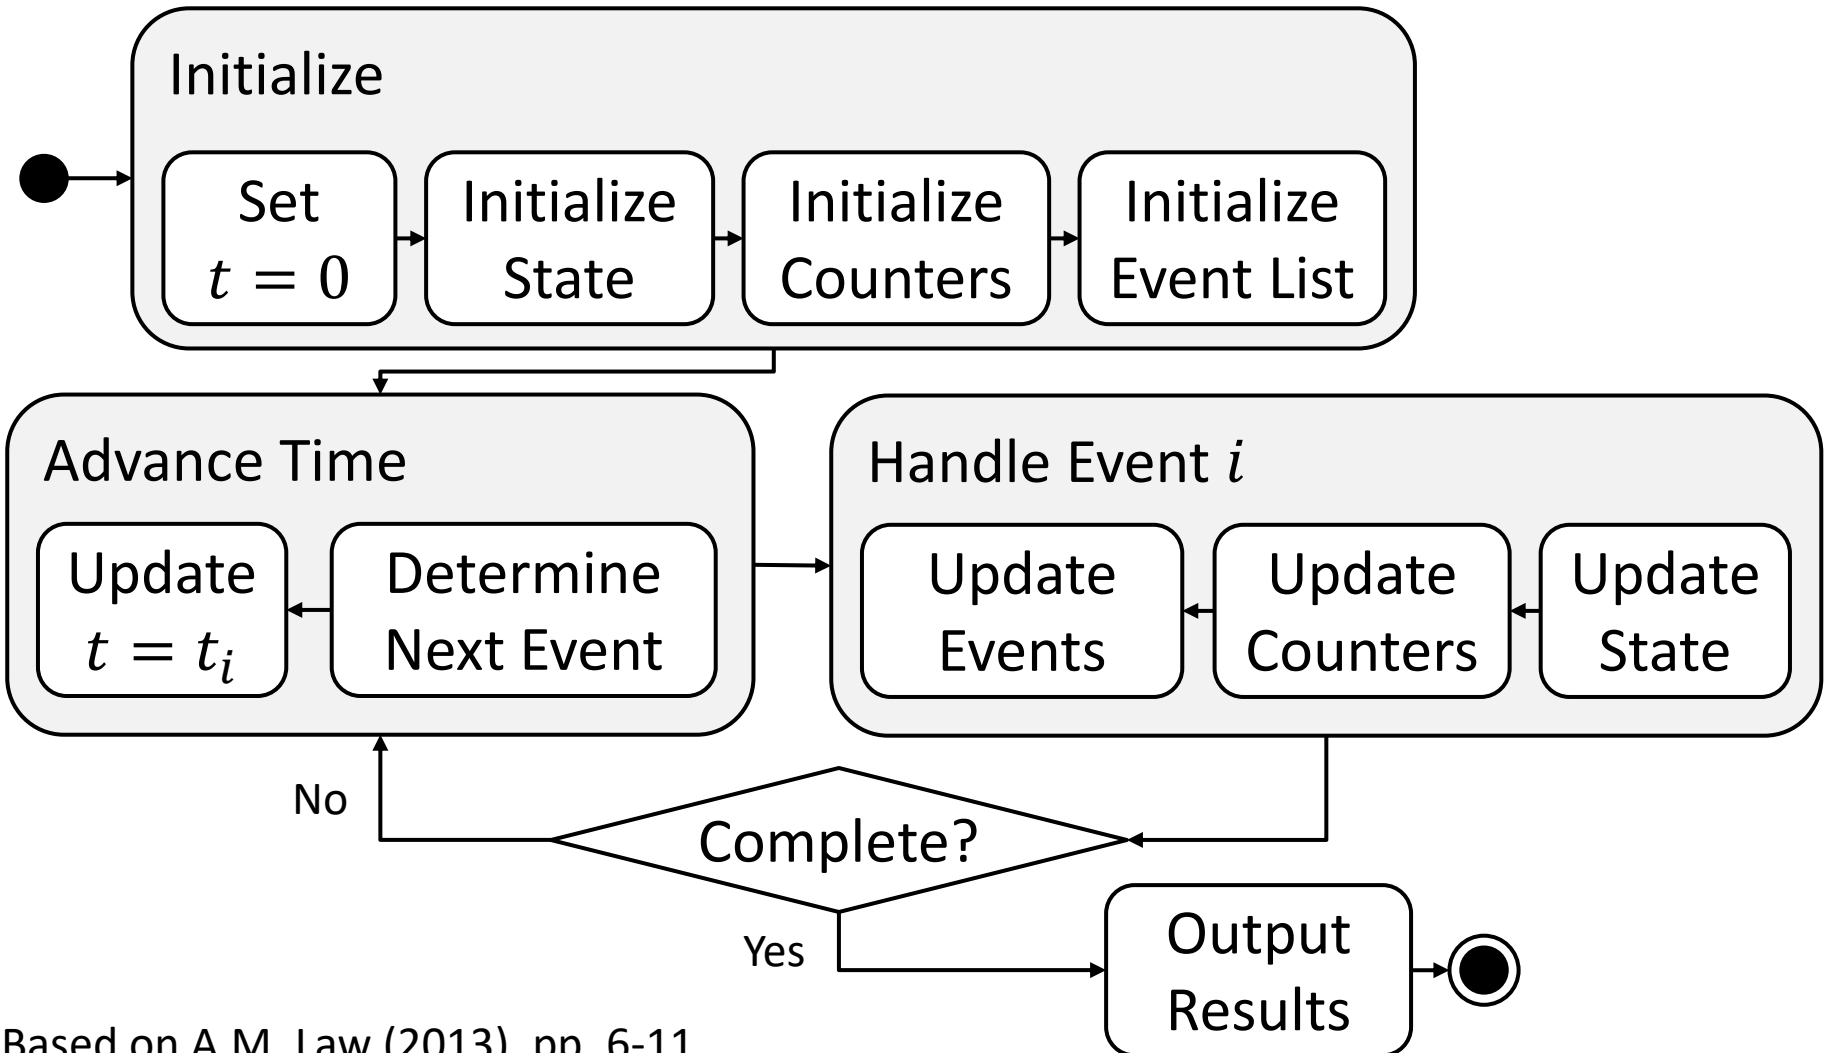 Initialize
Set
t = 0
Initialize
State
Initialize
Counters
Initialize
Event List
Advance Time
Update
t = tᵢ
Determine
Next Event
Handle Event i
Update
Events
Update
Counters
Update
State
No
Complete?
Yes
Output
Results
Based on A.M. Law (2013), pp. 6-11